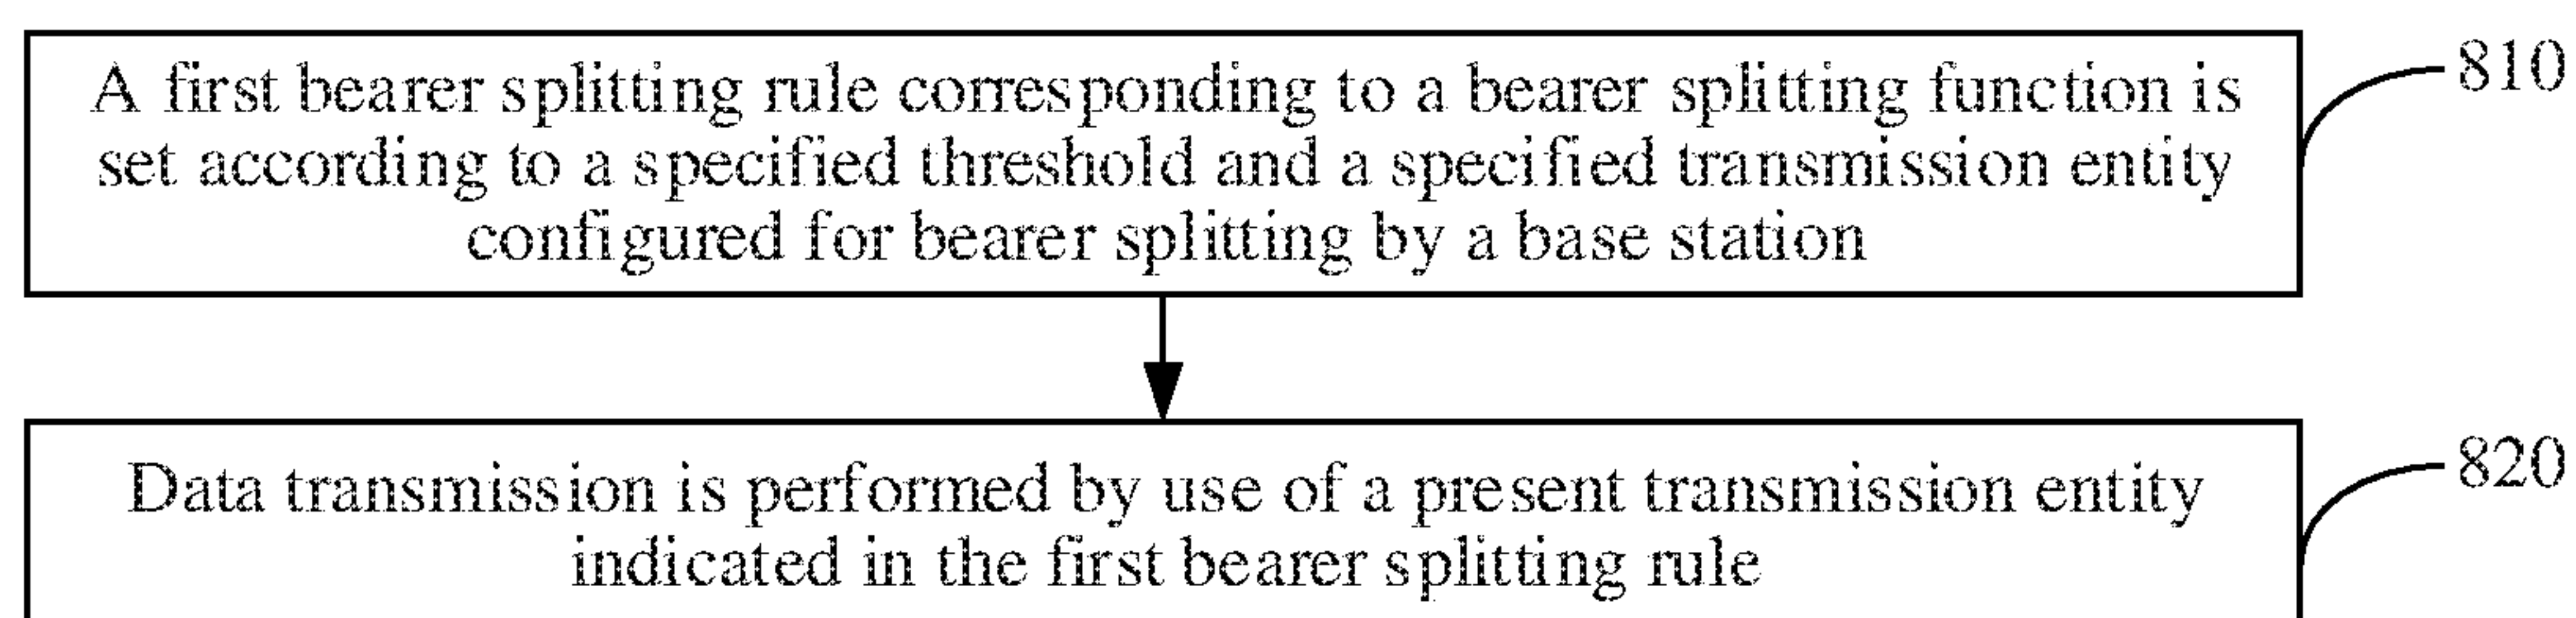 A first bearer splitting rule corresponding to a bearer splitting function is
set according to a specified threshold and a specified transmission entity
configured for bearer splitting by a base station
810
Data transmission is performed by use of a present transmission entity
indicated in the first bearer splitting rule
820